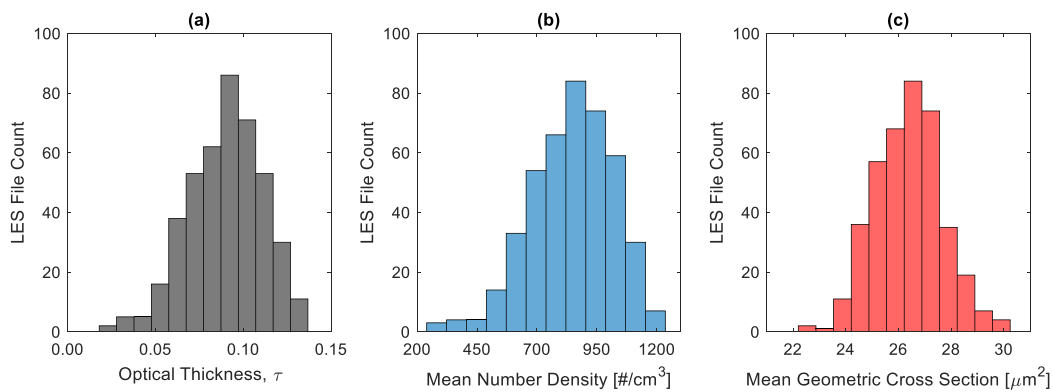 (a)
100
80
60
40
20
0
LES File Count
0.00 0.05 0.10 0.15
Optical Thickness, τ
(b)
100
80
60
40
20
0
LES File Count
200 450 700 950 1200
Mean Number Density [#/cm³]
(c)
100
80
60
40
20
0
LES File Count
22 24 26 28 30
Mean Geometric Cross Section [μm²]